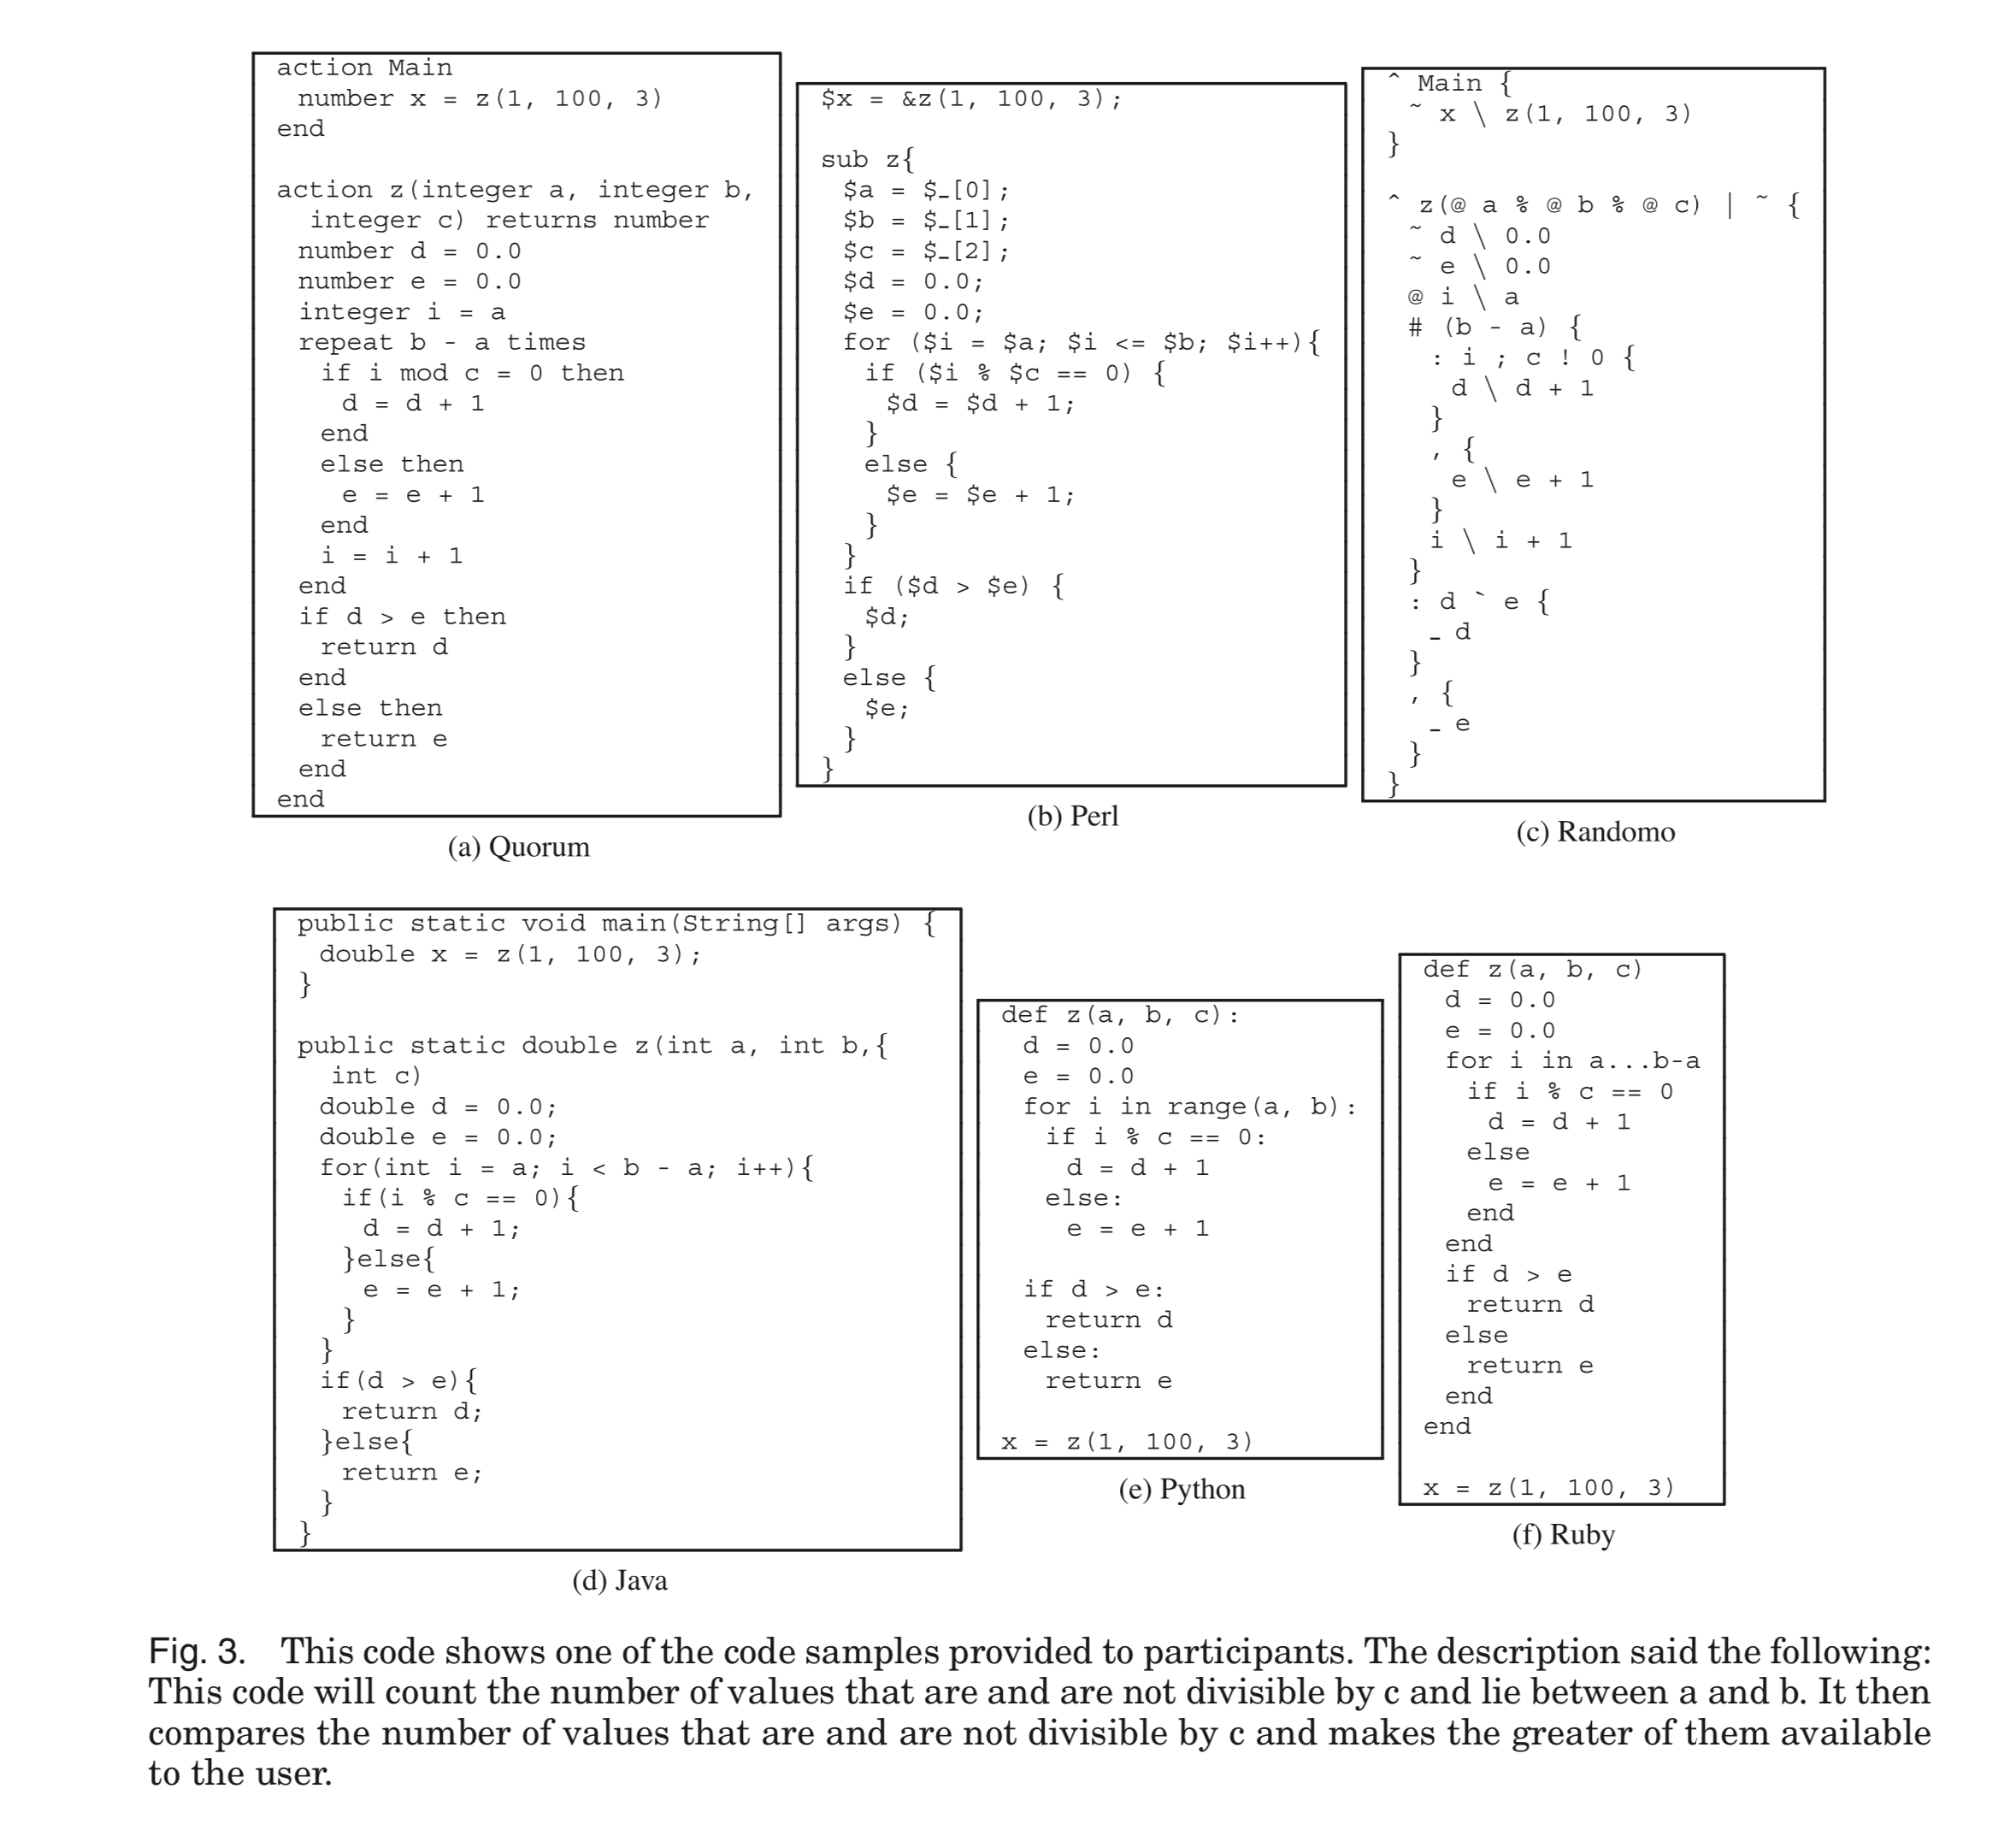 action Main
number x = z(1, 100, 3)
end
action z(integer a, integer b,
integer c) returns number
number d = 0.0
number e = 0.0
integer i = a
repeat b - a times
if i mod c = 0 then
d = d + 1
end
else then
e = e + 1
end
i = i + 1
end
if d > e then
return d
end
else then
return e
end
end
(a) Quorum
$x = &z(1, 100, 3);
sub z{
$a = $_[0];
$b = $_[1];
$c = $_[2];
$d = 0.0;
$e = 0.0;
for ($i = $a; $i <= $b; $i++){
if ($i % $c == 0) {
$d = $d + 1;
}
else {
$e = $e + 1;
}
}
if ($d > $e) {
$d;
}
else {
$e;
}
}
(b) Perl
^ Main {
~ x \ z(1, 100, 3)
}
^ z(@ a % @ b % @ c) | ~ {
~ d \ 0.0
~ e \ 0.0
@ i \ a
# (b - a) {
: i ; c ! 0 {
d \ d + 1
}
, {
e \ e + 1
}
i \ i + 1
}
: d ` e {
_ d
}
, {
_ e
}
}
(c) Randomo
public static void main(String[] args) {
double x = z(1, 100, 3);
}
public static double z(int a, int b,{
int c)
double d = 0.0;
double e = 0.0;
for(int i = a; i < b - a; i++){
if(i % c == 0){
d = d + 1;
}else{
e = e + 1;
}
}
if(d > e){
return d;
}else{
return e;
}
}
(d) Java
def z(a, b, c):
d = 0.0
e = 0.0
for i in range(a, b):
if i % c == 0:
d = d + 1
else:
e = e + 1
if d > e:
return d
else:
return e
x = z(1, 100, 3)
(e) Python
def z(a, b, c)
d = 0.0
e = 0.0
for i in a...b-a
if i % c == 0
d = d + 1
else
e = e + 1
end
end
if d > e
return d
else
return e
end
end
x = z(1, 100, 3)
(f) Ruby
Fig. 3. This code shows one of the code samples provided to participants. The description said the following:
This code will count the number of values that are and are not divisible by c and lie between a and b. It then
compares the number of values that are and are not divisible by c and makes the greater of them available
to the user.